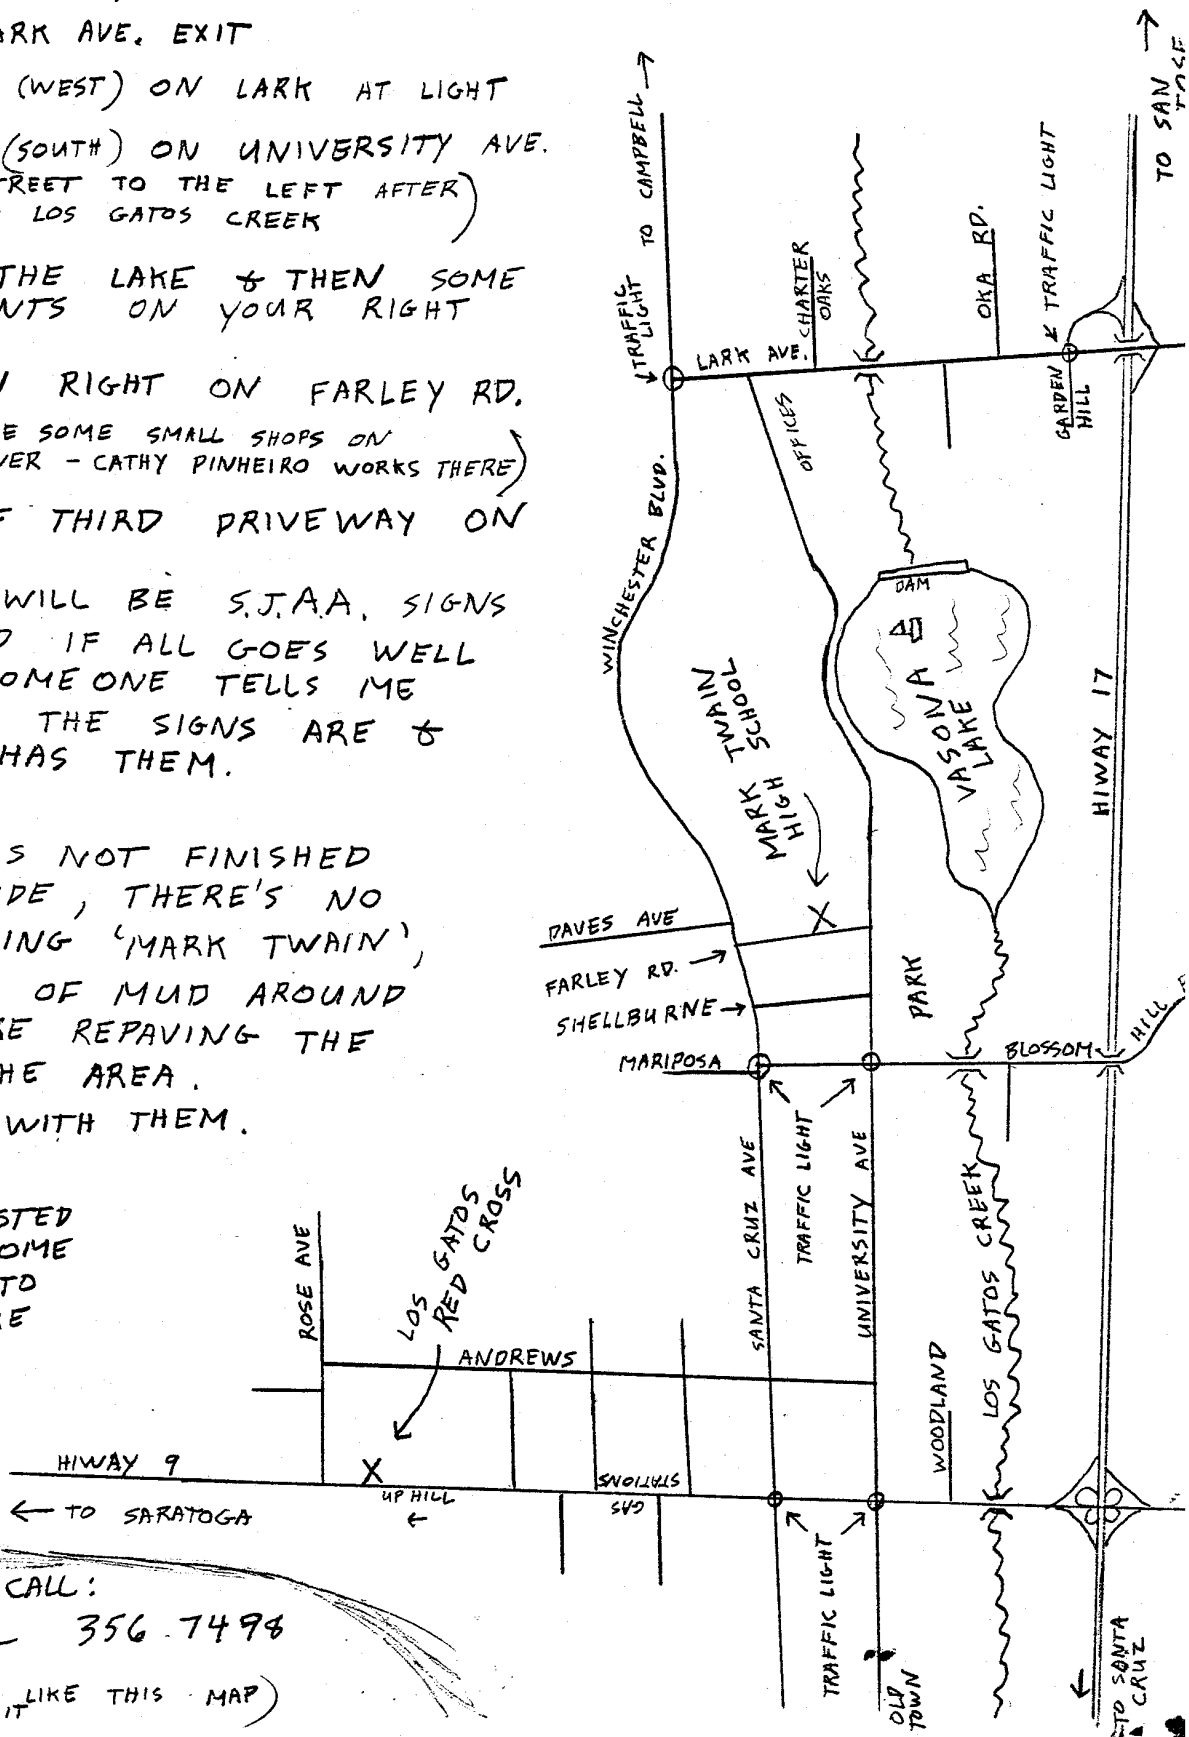 ARK AVE. EXIT
(WEST) ON LARK AT LIGHT
(SOUTH) ON UNIVERSITY AVE.
TREET TO THE LEFT AFTER)
LOS GATOS CREEK
THE LAKE & THEN SOME
NTS ON YOUR RIGHT
RIGHT ON FARLEY RD.
E SOME SMALL SHOPS ON
VER - CATHY PINHEIRO WORKS THERE)
F THIRD DRIVEWAY ON
WILL BE S.J.A.A. SIGNS
IF ALL GOES WELL
OMEONE TELLS ME
THE SIGNS ARE &
HAS THEM.
S NOT FINISHED
DE, THERE'S NO
ING 'MARK TWAIN',
OF MUD AROUND
KE REPAVING THE
HE AREA.
WITH THEM.
STED
OME
TO
CALL:
356.7498
IT LIKE THIS MAP)
TO CAMPBELL
TRAFFIC LIGHT
LARK AVE.
CHARTER OAKS
OKA RD.
TRAFFIC LIGHT
TO SAN JOSE
GARDEN HILL
OFFICES
WINCHESTER BLVD.
DAM
VASONA LAKE
HIWAY 17
MARK TWAIN
HIGH SCHOOL
X
DAVES AVE
FARLEY RD.
SHELLBURNE
PARK
MARIPOSA
BLOSSOM HILL
TRAFFIC LIGHT
SANTA CRUZ AVE
UNIVERSITY AVE
LOS GATOS CREEK
ROSE AVE
LOS GATOS
RED CROSS
ANDREWS
WOODLAND
HIWAY 9
X
UP HILL
GAS STATIONS
TO SARATOGA
TRAFFIC LIGHT
OLD TOWN
TO SANTA CRUZ